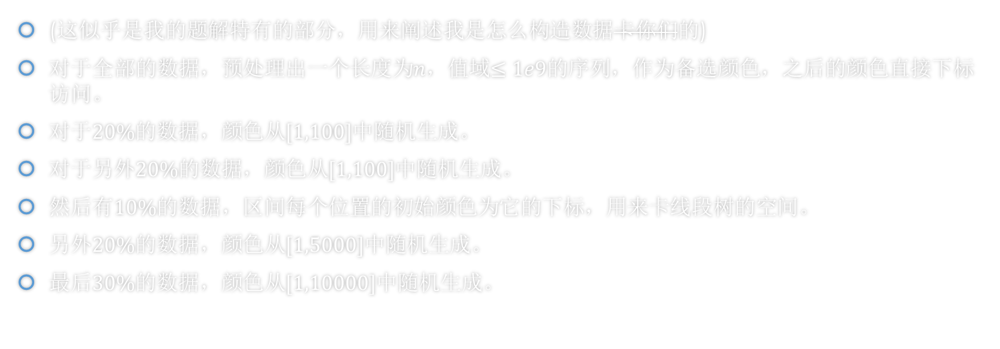 (这似乎是我的题解特有的部分，用来阐述我是怎么构造数据卡你们的)
对于全部的数据，预处理出一个长度为m，值域≤ 1e9的序列，作为备选颜色，之后的颜色直接下标
访问。
对于20%的数据，颜色从[1,100]中随机生成。
对于另外20%的数据，颜色从[1,100]中随机生成。
然后有10%的数据，区间每个位置的初始颜色为它的下标，用来卡线段树的空间。
另外20%的数据，颜色从[1,5000]中随机生成。
最后30%的数据，颜色从[1,10000]中随机生成。